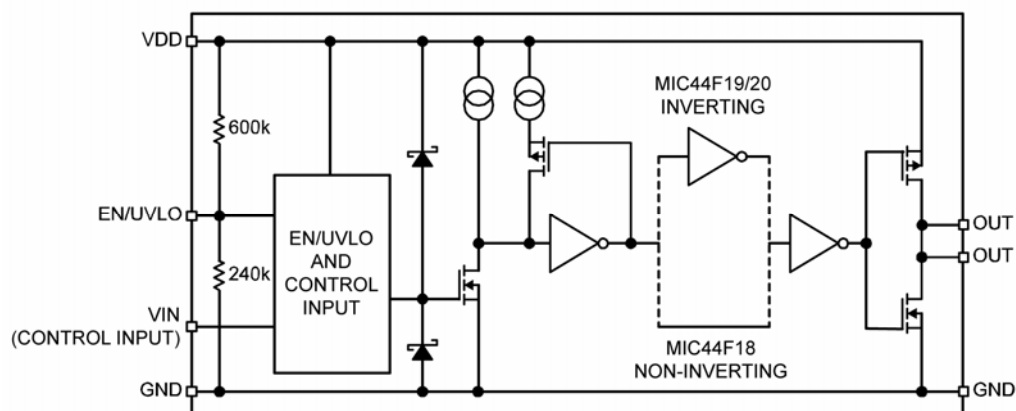 VDD
600k
EN/UVLO
240k
VIN
(CONTROL INPUT)
GND
EN/UVLO
AND
CONTROL
INPUT
MIC44F19/20
INVERTING
MIC44F18
NON-INVERTING
OUT
OUT
GND